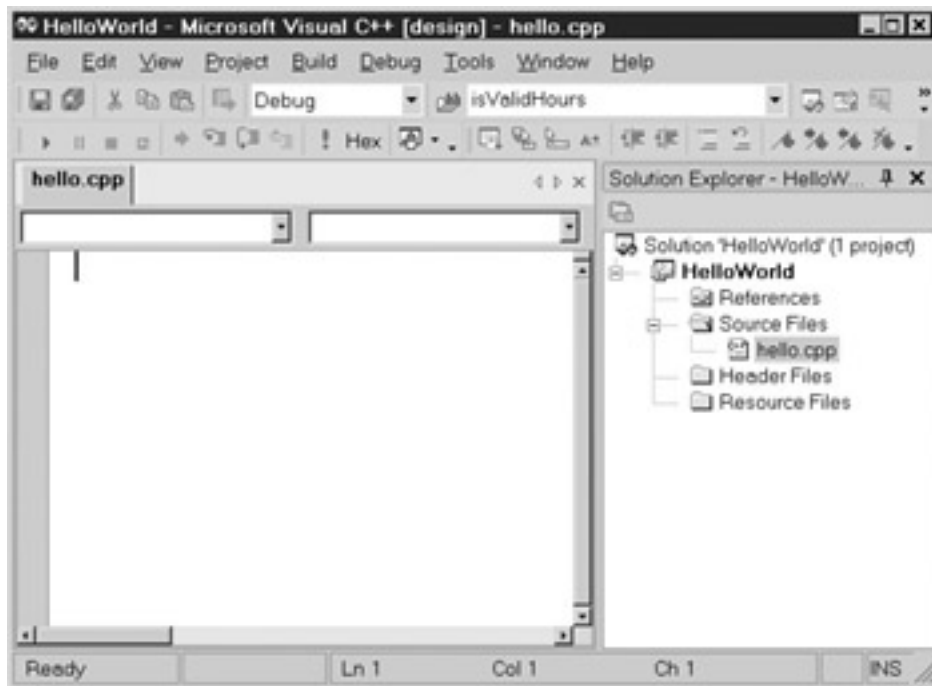 HelloWorld - Microsoft Visual C++ [design] - hello.cpp
File Edit View Project Build Debug Tools Window Help
Debug isValidHours
Hex
hello.cpp
Solution Explorer - HelloW...
Solution 'HelloWorld' (1 project)
HelloWorld
References
Source Files
hello.cpp
Header Files
Resource Files
Ready Ln 1 Col 1 Ch 1 INS